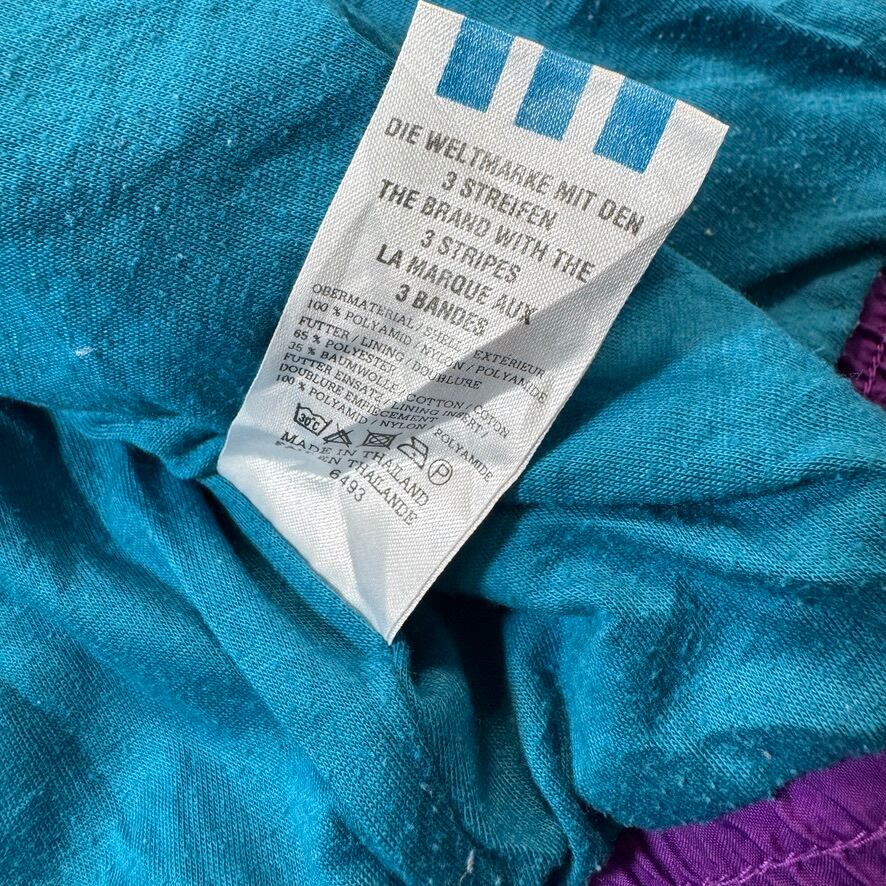 DIE WELTMARKE MIT DEN
3 STREIFEN
THE BRAND WITH THE
3 STRIPES
LA MARQUE AUX
3 BANDES
OBERMATERIAL / SHELL / EXTÉRIEUR
100 % POLYAMID / NYLON / POLYAMIDE
FUTTER / LINING / DOUBLURE
65 % POLYESTER
35 % BAUMWOLLE / COTTON / COTON
FUTTER EINSATZ / LINING INSERT /
DOUBLURE EMPIECEMENT
100 % POLYAMID / NYLON / POLYAMIDE
30°C P
MADE IN THAILAND
EN THAILANDE
6493